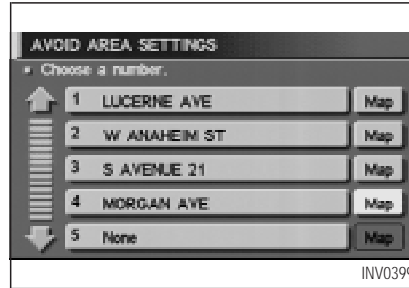 AVOID AREA SETTINGS
Choose a number.
1 LUCERNE AVE Map
2 W ANAHEIM ST Map
3 S AVENUE 21 Map
4 MORGAN AVE Map
5 None Map
INV0399